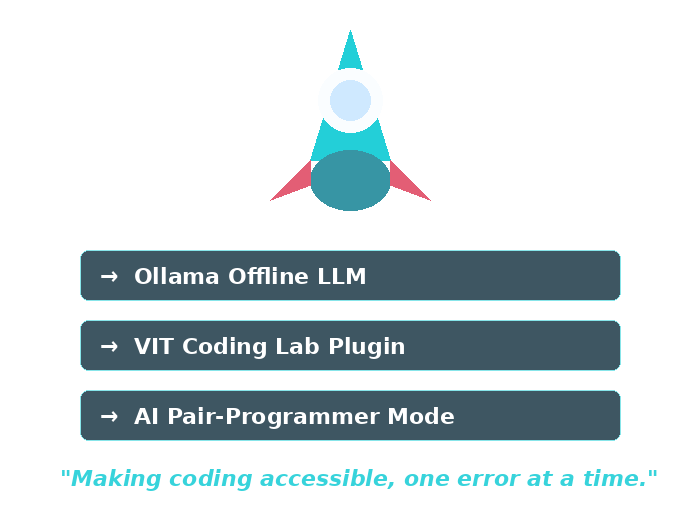 → Ollama Offline LLM
→ VIT Coding Lab Plugin
→ AI Pair-Programmer Mode
"Making coding accessible, one error at a time."